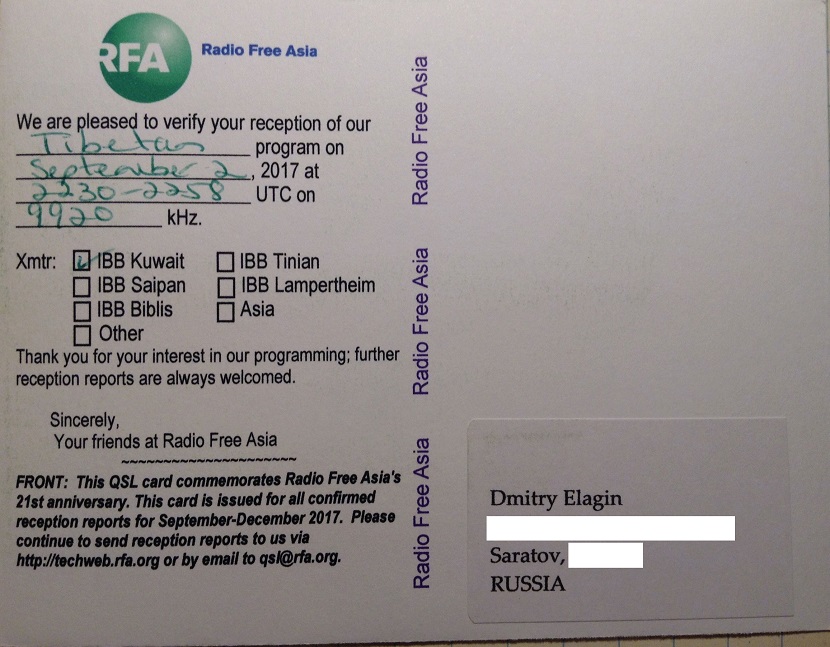 RFA Radio Free Asia
We are pleased to verify your reception of our
Tibetan program on
September 2, 2017 at
2230-2258 UTC on
9920 kHz.
Xmtr: IBB Kuwait IBB Tinian
IBB Saipan IBB Lampertheim
IBB Biblis Asia
Other
Thank you for your interest in our programming; further
reception reports are always welcomed.
Sincerely,
Your friends at Radio Free Asia
~~~~~~~~~~~~~~~~~~~~
FRONT: This QSL card commemorates Radio Free Asia's
21st anniversary. This card is issued for all confirmed
reception reports for September-December 2017. Please
continue to send reception reports to us via
http://techweb.rfa.org or by email to qsl@rfa.org.
Radio Free Asia
Radio Free Asia
Radio Free Asia
Dmitry Elagin
Saratov,
RUSSIA